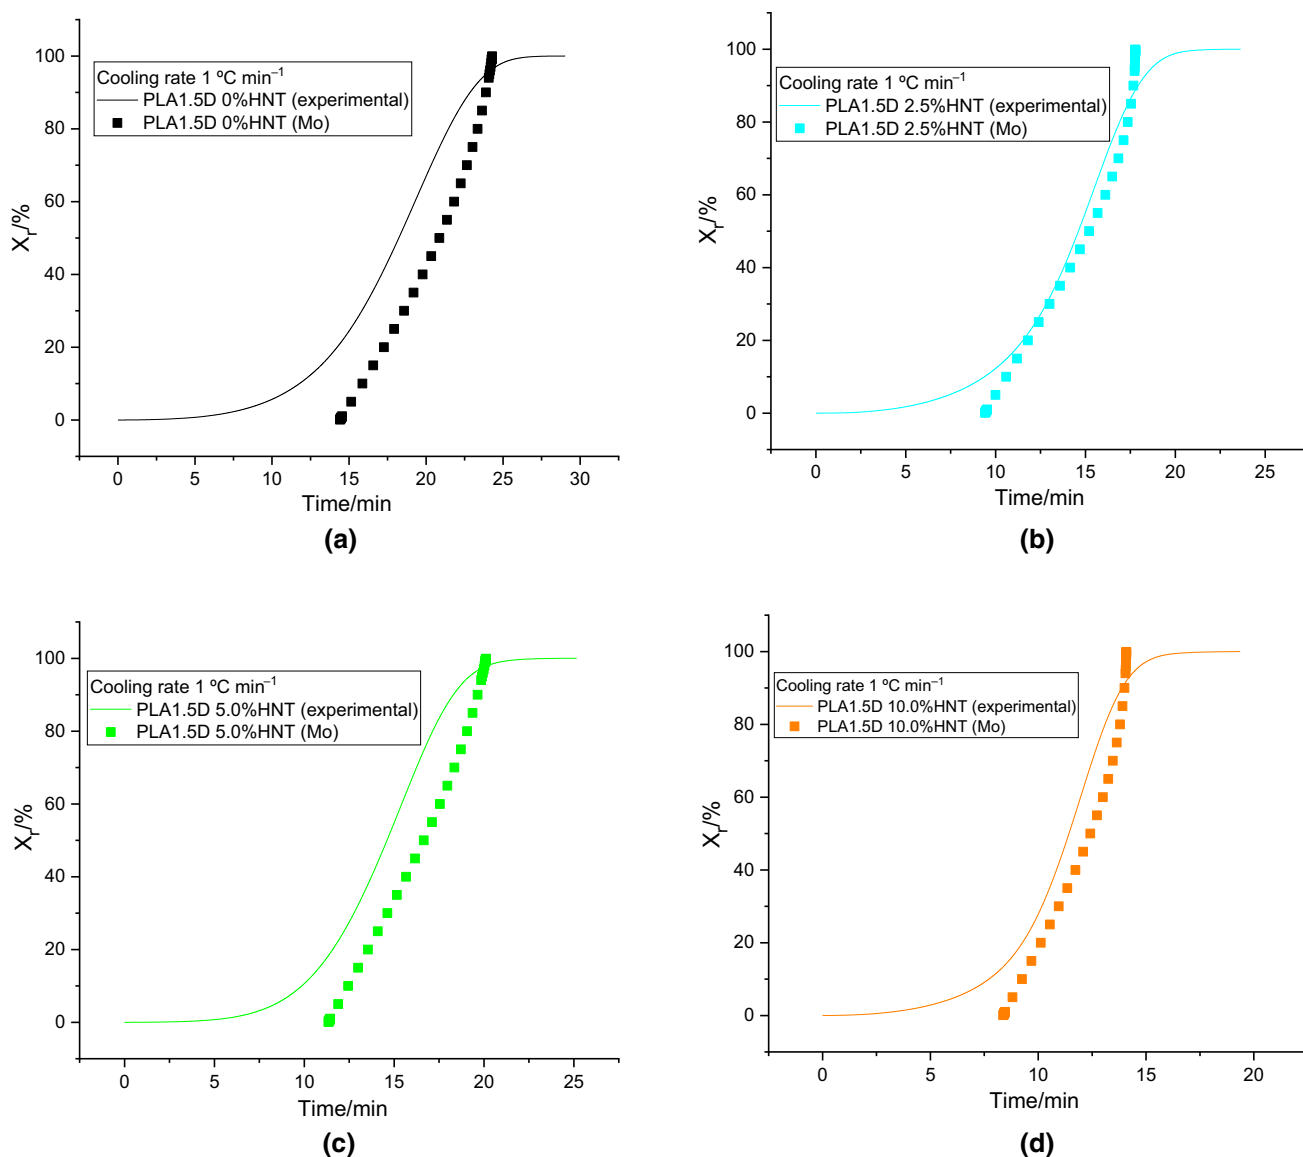 Cooling rate 1 ºC min⁻¹
PLA1.5D 0%HNT (experimental)
PLA1.5D 0%HNT (Mo)
100
80
60
40
20
0
Xr/%
0 5 10 15 20 25 30
Time/min
(a)
Cooling rate 1 ºC min⁻¹
PLA1.5D 2.5%HNT (experimental)
PLA1.5D 2.5%HNT (Mo)
100
80
60
40
20
0
Xr/%
0 5 10 15 20 25
Time/min
(b)
Cooling rate 1 ºC min⁻¹
PLA1.5D 5.0%HNT (experimental)
PLA1.5D 5.0%HNT (Mo)
100
80
60
40
20
0
Xr/%
0 5 10 15 20 25
Time/min
(c)
Cooling rate 1 ºC min⁻¹
PLA1.5D 10.0%HNT (experimental)
PLA1.5D 10.0%HNT (Mo)
100
80
60
40
20
0
Xr/%
0 5 10 15 20
Time/min
(d)